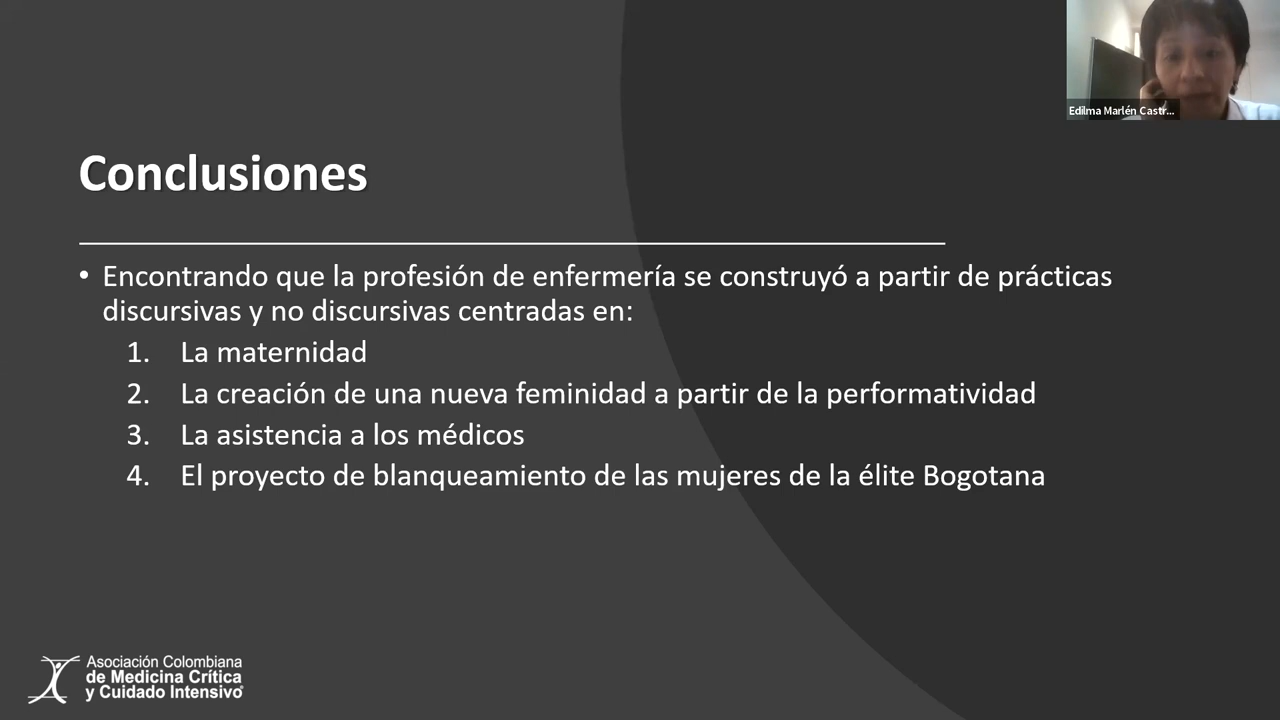 Edilma Marlén Castr...
Conclusiones
• Encontrando que la profesión de enfermería se construyó a partir de prácticas
discursivas y no discursivas centradas en:
1. La maternidad
2. La creación de una nueva feminidad a partir de la performatividad
3. La asistencia a los médicos
4. El proyecto de blanqueamiento de las mujeres de la élite Bogotana
Asociación Colombiana
de Medicina Crítica
y Cuidado Intensivo